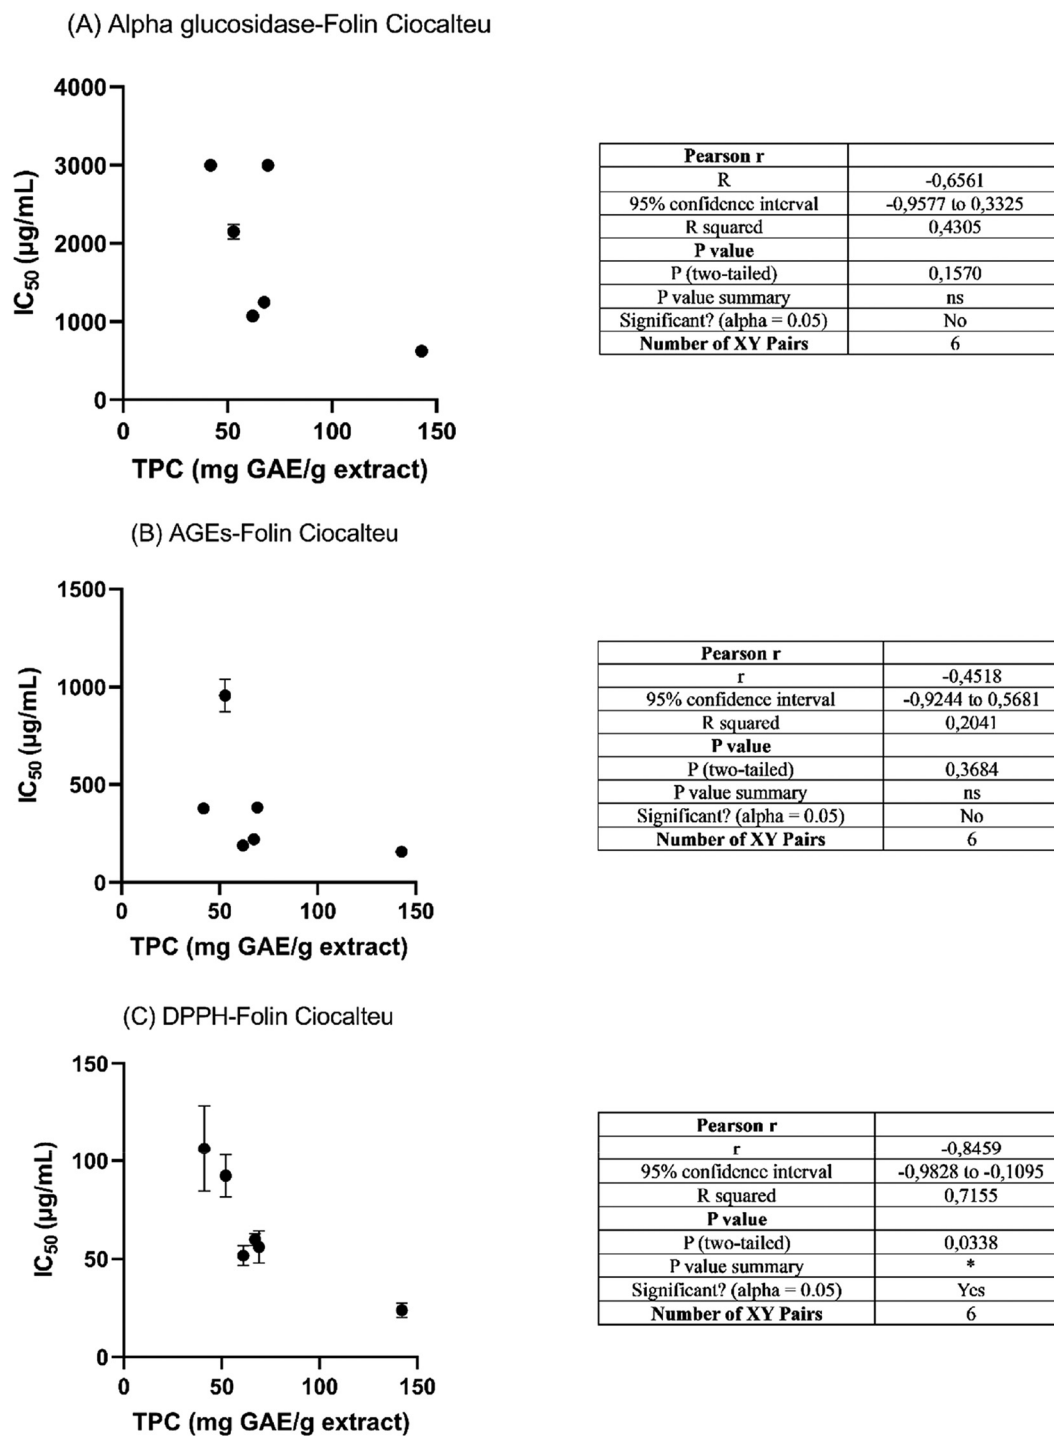 (A) Alpha glucosidase-Folin Ciocalteu
4000
3000
2000
1000
0
IC50 (µg/mL)
0 50 100 150
TPC (mg GAE/g extract)
Pearson r
R -0,6561
95% confidence interval -0,9577 to 0,3325
R squared 0,4305
P value
P (two-tailed) 0,1570
P value summary ns
Significant? (alpha = 0.05) No
Number of XY Pairs 6
(B) AGEs-Folin Ciocalteu
1500
1000
500
0
IC50 (µg/mL)
0 50 100 150
TPC (mg GAE/g extract)
Pearson r
r -0,4518
95% confidence interval -0,9244 to 0,5681
R squared 0,2041
P value
P (two-tailed) 0,3684
P value summary ns
Significant? (alpha = 0.05) No
Number of XY Pairs 6
(C) DPPH-Folin Ciocalteu
150
100
50
0
IC50 (µg/mL)
0 50 100 150
TPC (mg GAE/g extract)
Pearson r
r -0,8459
95% confidence interval -0,9828 to -0,1095
R squared 0,7155
P value
P (two-tailed) 0,0338
P value summary *
Significant? (alpha = 0.05) Yes
Number of XY Pairs 6